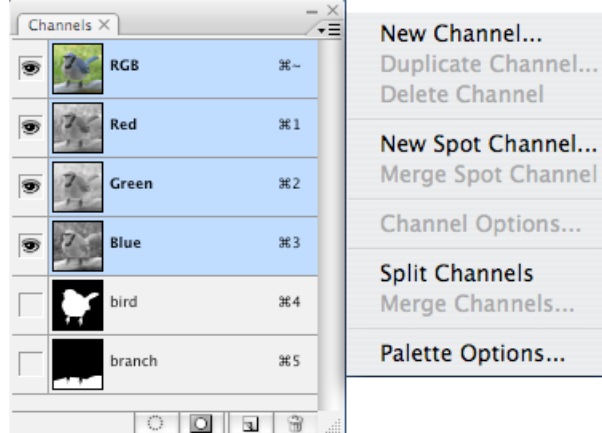 Channels ×
RGB ⌘~
Red ⌘1
Green ⌘2
Blue ⌘3
bird ⌘4
branch ⌘5
New Channel...
Duplicate Channel...
Delete Channel
New Spot Channel...
Merge Spot Channel
Channel Options...
Split Channels
Merge Channels...
Palette Options...